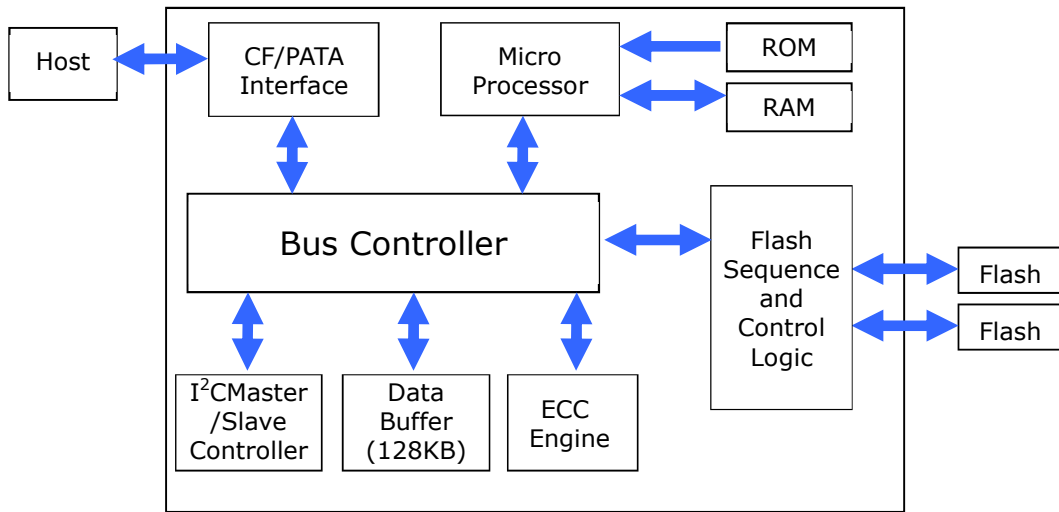 Host
CF/PATA
Interface
Micro
Processor
ROM
RAM
Bus Controller
Flash
Sequence
and
Control
Logic
Flash
Flash
I²CMaster
/Slave
Controller
Data
Buffer
(128KB)
ECC
Engine